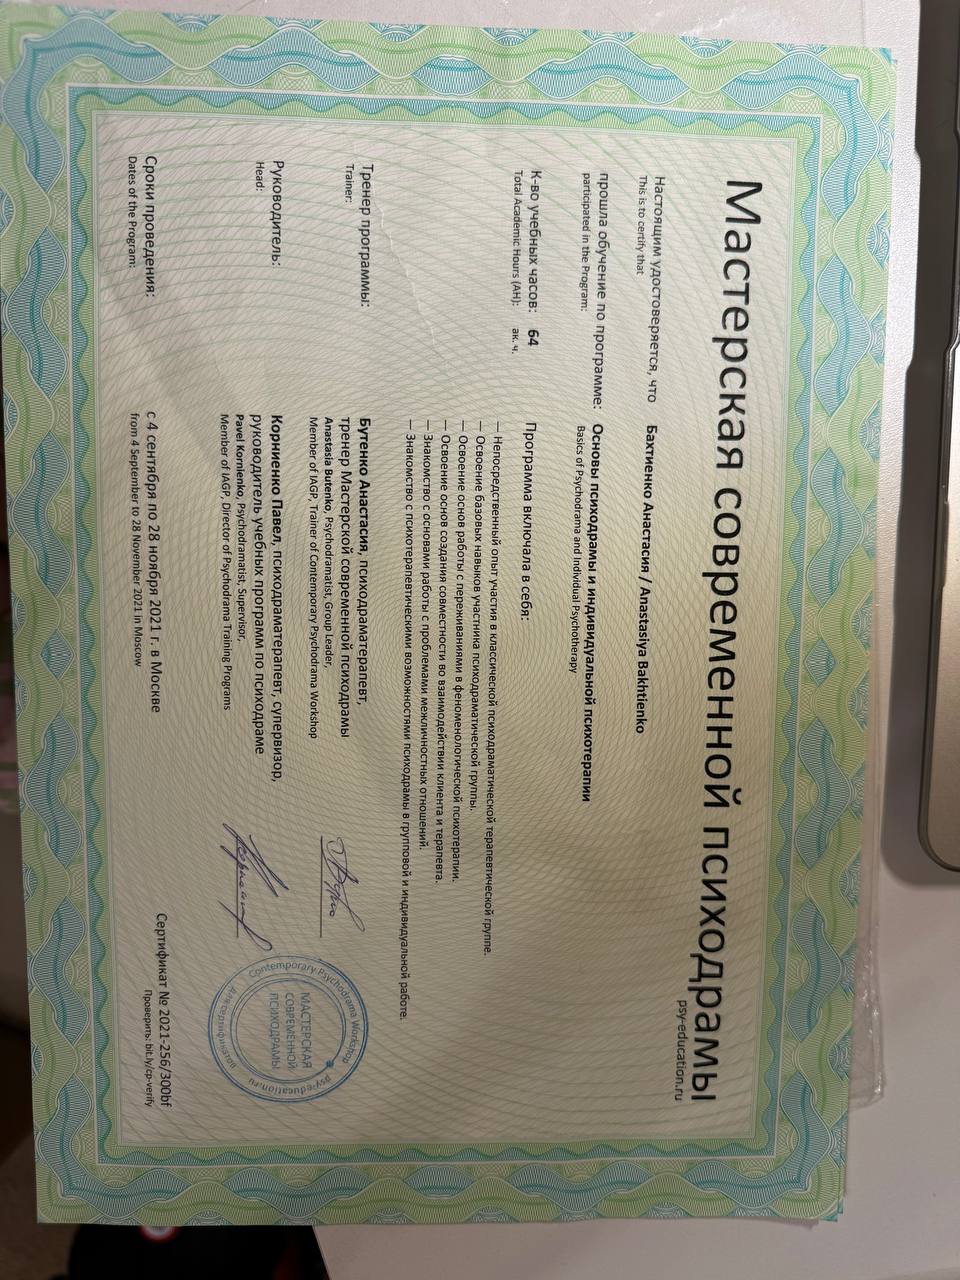 Мастерская современной психодрамы
psy-education.ru
Настоящим удостоверяется, что
This is to certify that
Бахтиенко Анастасия / Anastasiya Bakhtienko
прошла обучение по программе:
participated in the Program:
Основы психодрамы и индивидуальной психотерапии
Basics of Psychodrama and Individual Psychotherapy
К-во учебных часов: 64 ак. ч.
Total Academic Hours (AH):
Программа включала в себя:
— Непосредственный опыт участия в классической психодраматической терапевтической группе.
— Освоение базовых навыков участника психодраматической группы.
— Освоение основ работы с переживаниями в феноменологической психотерапии.
— Освоение основ создания совместности во взаимодействии клиента и терапевта.
— Знакомство с основами работы с проблемами межличностных отношений.
— Знакомство с психотерапевтическими возможностями психодрамы в групповой и индивидуальной работе.
Тренер программы:
Trainer:
Бутенко Анастасия, психодраматерапевт,
тренер Мастерской современной психодрамы
Anastasia Butenko, Psychodramatist, Group Leader,
Member of IAGP, Trainer of Contemporary Psychodrama Workshop
Руководитель:
Head:
Корниенко Павел, психодраматерапевт, супервизор,
руководитель учебных программ по психодраме
Pavel Kornienko, Psychodramatist, Supervisor,
Member of IAGP, Director of Psychodrama Training Programs
Contemporary Psychodrama Workshop
МАСТЕРСКАЯ
СОВРЕМЕННОЙ
ПСИХОДРАМЫ
psy-education.ru
Для сертификатов
Сроки проведения:
Dates of the Program:
с 4 сентября по 28 ноября 2021 г. в Москве
from 4 September to 28 November 2021 in Moscow
Сертификат № 2021-256/300bf
Проверить: bit.ly/cp-verify